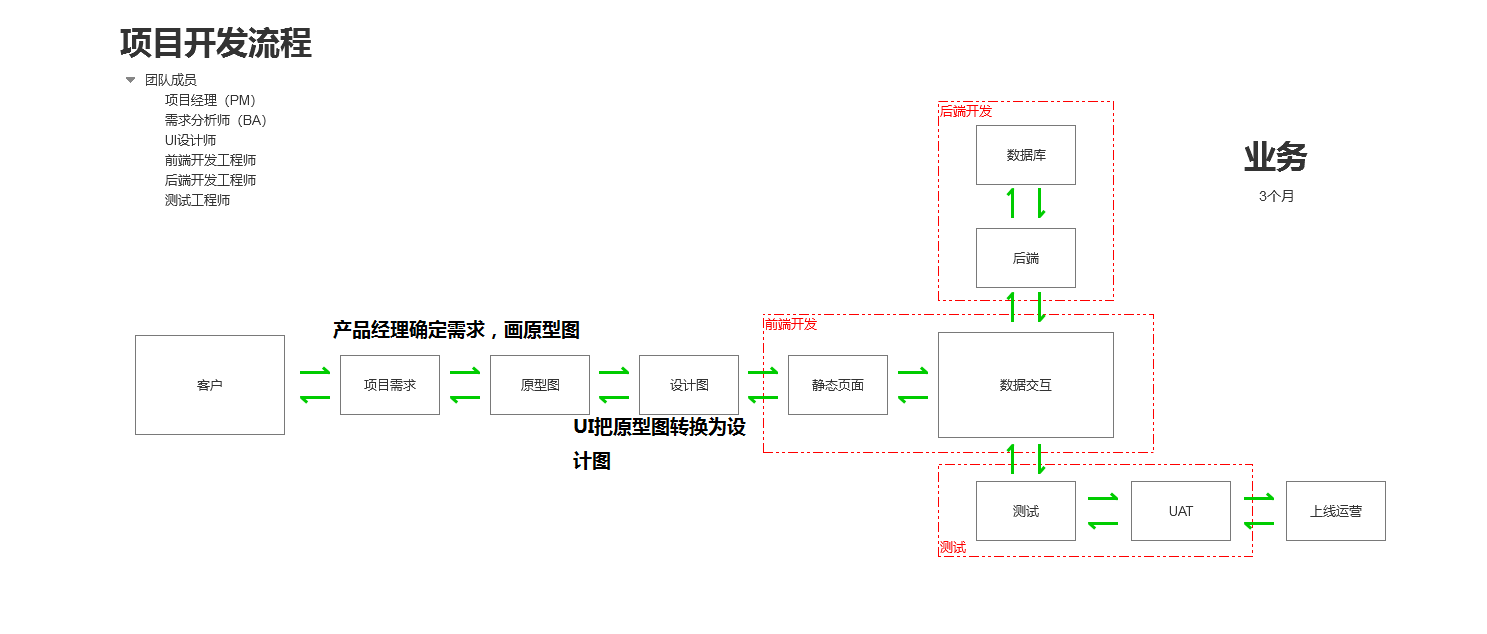 项目开发流程
团队成员
项目经理（PM）
需求分析师（BA）
UI设计师
前端开发工程师
后端开发工程师
测试工程师
业务
3个月
后端开发
数据库
后端
产品经理确定需求，画原型图
前端开发
客户
项目需求
原型图
设计图
静态页面
数据交互
UI把原型图转换为设
计图
测试
UAT
上线运营
测试